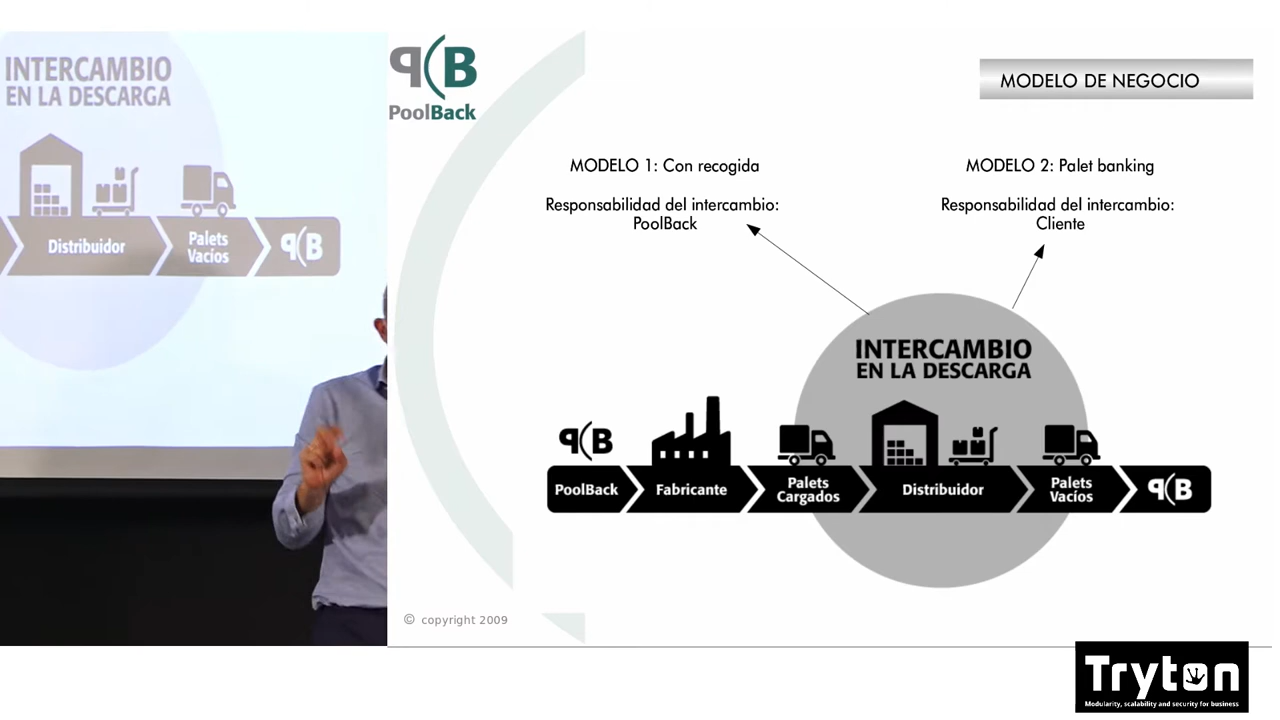 INTERCAMBIO
EN LA DESCARGA
Distribuidor
Palets
Vacíos
P(B
P(B
PoolBack
MODELO DE NEGOCIO
MODELO 1: Con recogida
Responsabilidad del intercambio:
PoolBack
MODELO 2: Palet banking
Responsabilidad del intercambio:
Cliente
INTERCAMBIO
EN LA DESCARGA
P(B
PoolBack
Fabricante
Palets
Cargados
Distribuidor
Palets
Vacíos
P(B
© copyright 2009
Tryton
Modularity, scalability and security for business